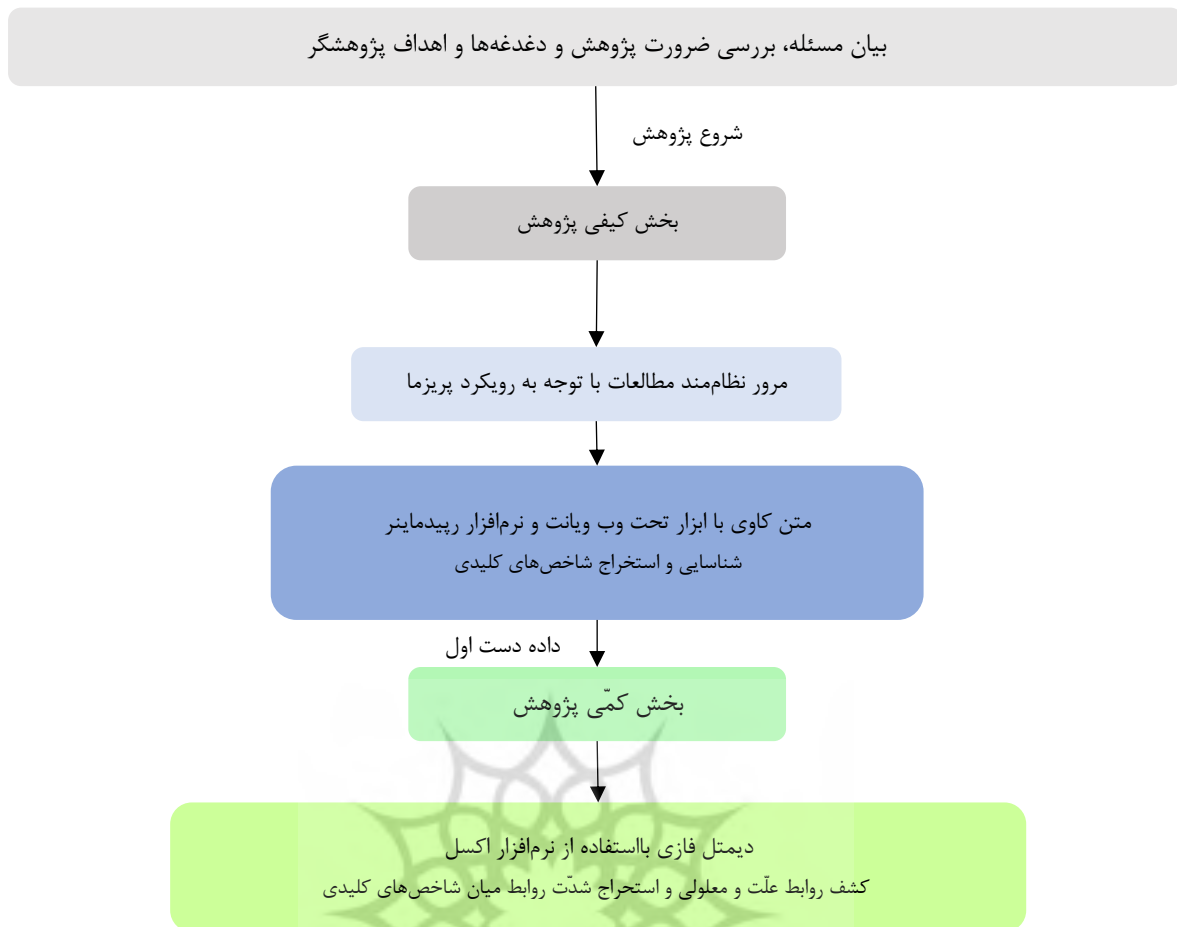 بیان مسئله، بررسی ضرورت پژوهش و دغدغه‌ها و اهداف پژوهشگر
شروع پژوهش
بخش کیفی پژوهش
مرور نظام‌مند مطالعات با توجه به رویکرد پریزما
متن کاوی با ابزار تحت وب ویانت و نرم‌افزار رپیدماینر
شناسایی و استخراج شاخص‌های کلیدی
داده دست اول
بخش کمّی پژوهش
دیمتل فازی بااستفاده از نرم‌افزار اکسل
کشف روابط علّت و معلولی و استحراج شدّت روابط میان شاخص‌های کلیدی